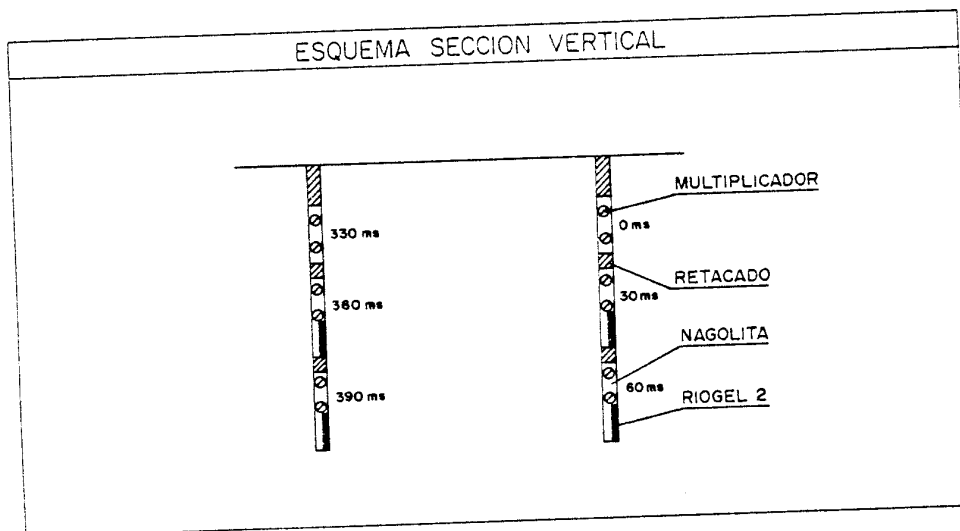 ESQUEMA SECCION VERTICAL
MULTIPLICADOR
0 ms
330 ms
RETACADO
360 ms
30 ms
NAGOLITA
390 ms
60 ms
RIOGEL 2